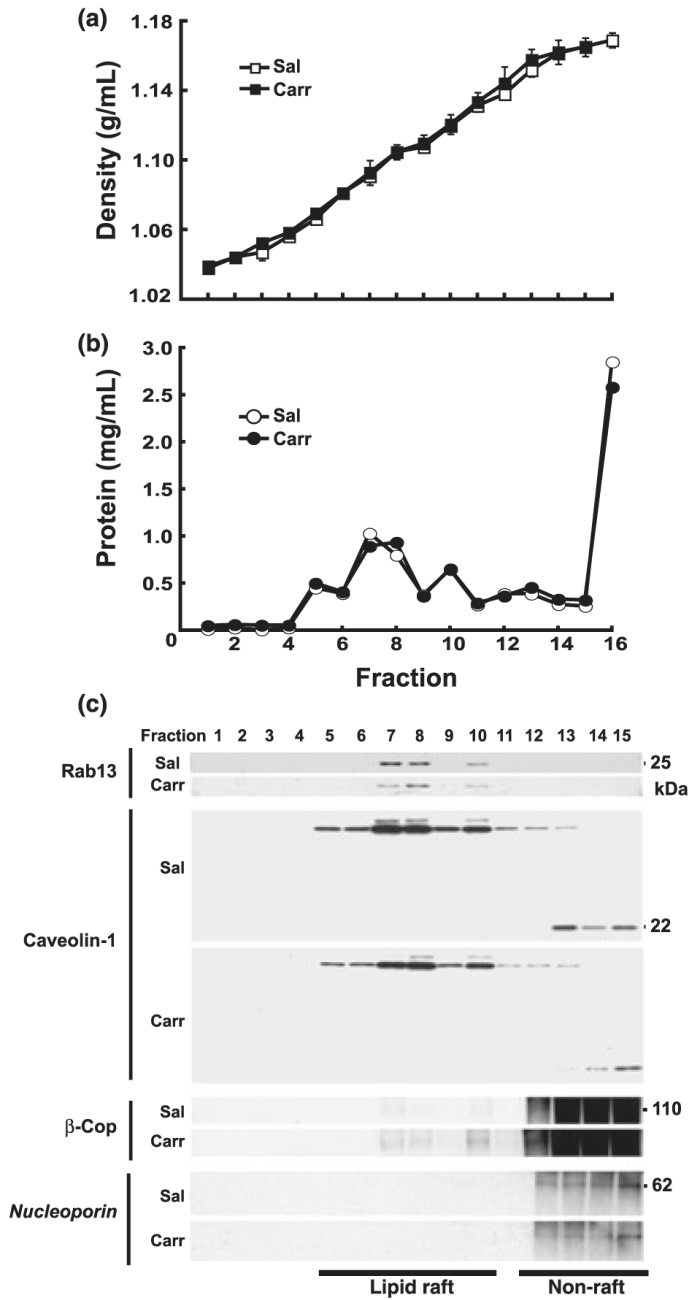 (a)
1.18
1.14
1.10
1.06
1.02
Density (g/mL)
Sal
Carr
(b)
3.0
2.5
2.0
1.5
1.0
0.5
0
Protein (mg/mL)
Sal
Carr
2 4 6 8 10 12 14 16
Fraction
(c)
Fraction 1 2 3 4 5 6 7 8 9 10 11 12 13 14 15
Rab13
Sal
25
Carr
kDa
Caveolin-1
Sal
22
Carr
β-Cop
Sal
110
Carr
Nucleoporin
Sal
62
Carr
Lipid raft
Non-raft